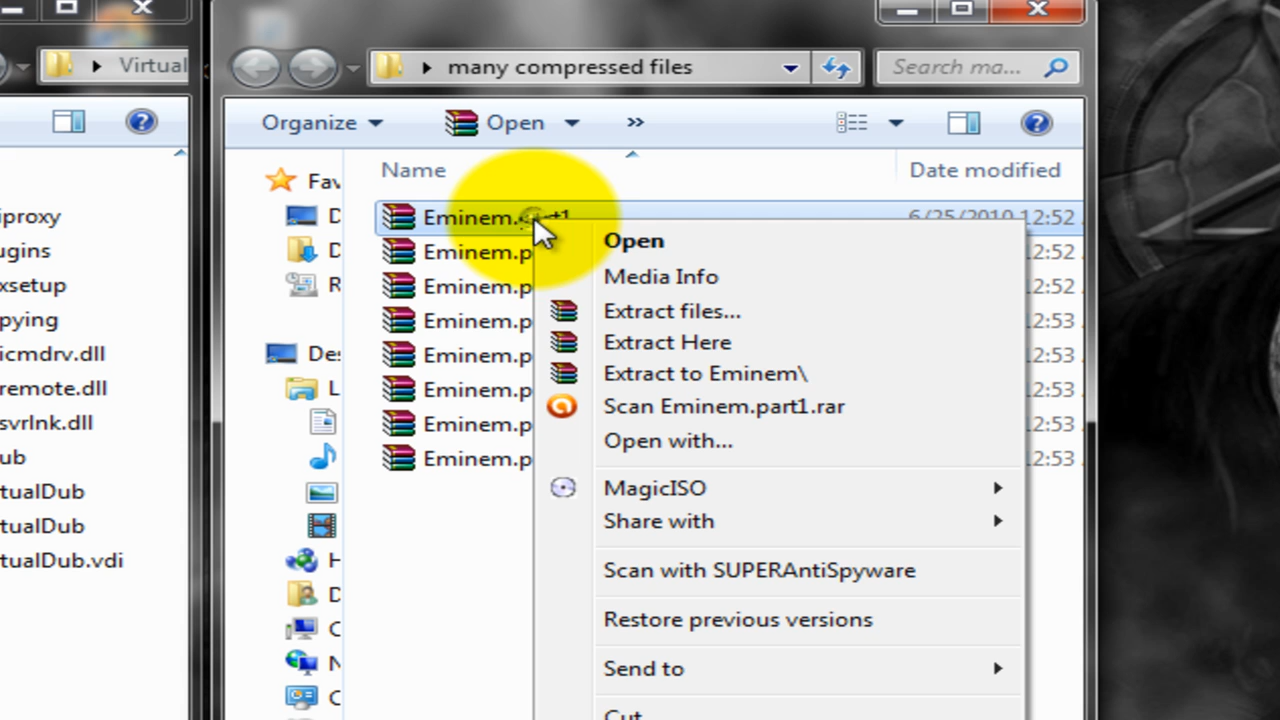 Virtual
many compressed files
Search ma...
Organize
Open
»
Name
Date modified
iproxy
ugins
xsetup
pying
icmdrv.dll
remote.dll
svrlnk.dll
ub
tualDub
tualDub
tualDub.vdi
Fav
D
D
R
Des
L
H
D
C
N
C
Eminem.part1
6/25/2010 12:52
Eminem.p
12:52
Eminem.p
12:52
Eminem.p
12:53
Eminem.p
12:53
Eminem.p
12:53
Eminem.p
12:53
Eminem.p
12:53
Open
Media Info
Extract files...
Extract Here
Extract to Eminem\
Scan Eminem.part1.rar
Open with...
MagicISO
Share with
Scan with SUPERAntiSpyware
Restore previous versions
Send to
Cut